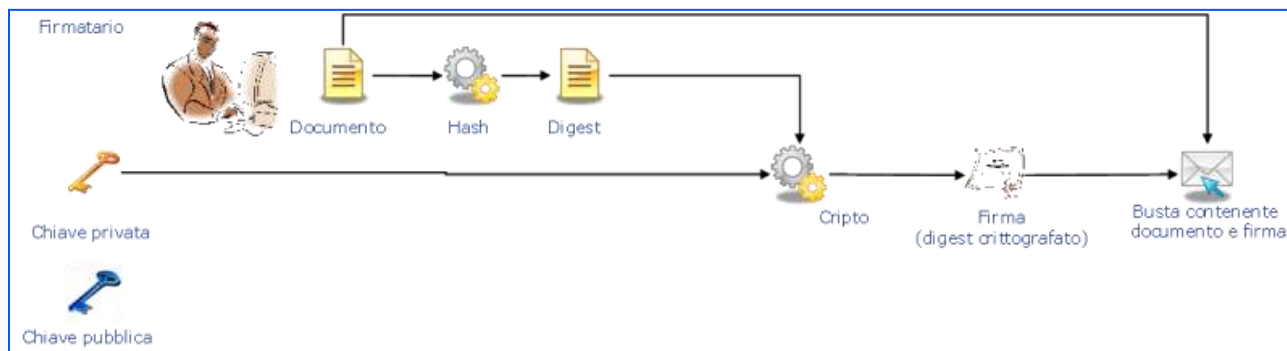 Firmatario
Documento
Hash
Digest
Chiave privata
Cripto
Firma
(digest crittografato)
Busta contenente
documento e firma
Chiave pubblica